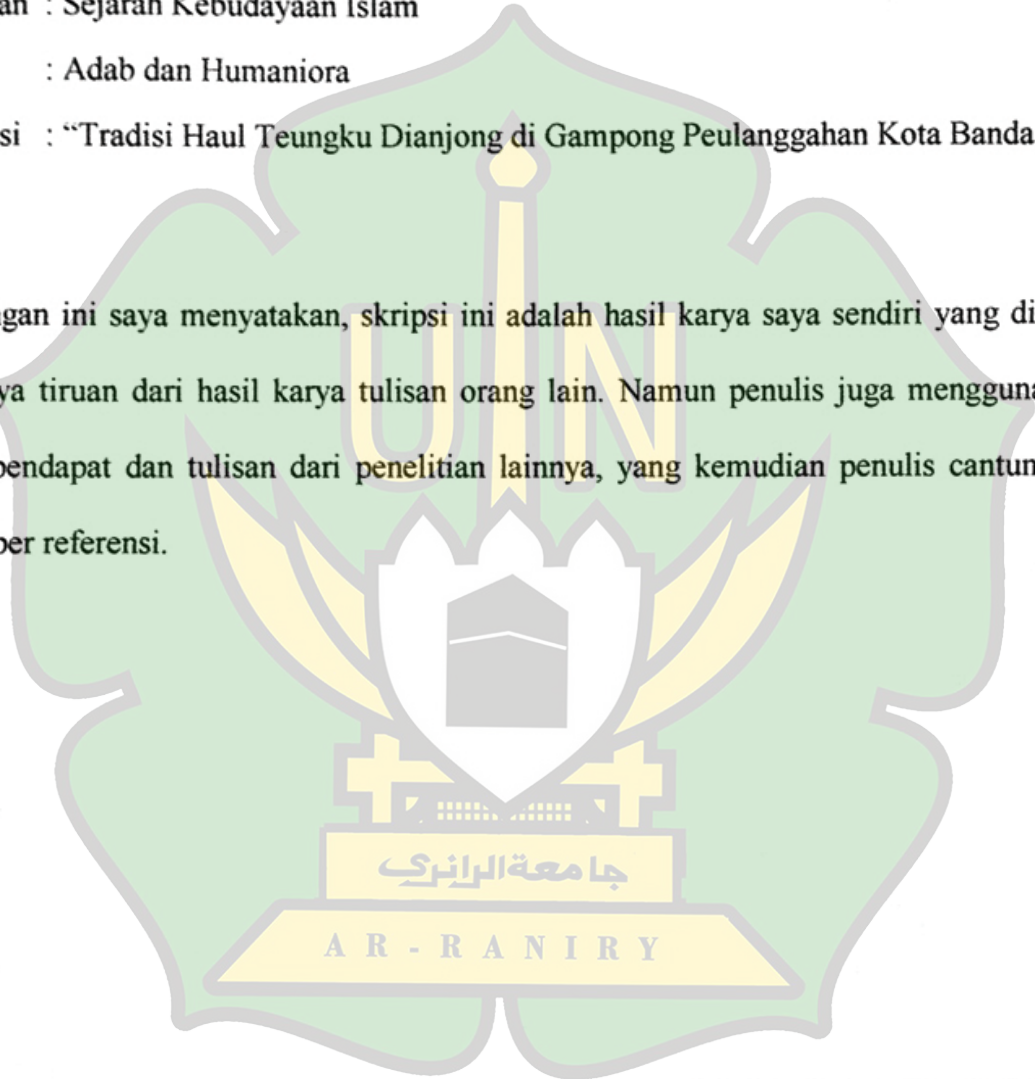 an : Sejarah Kebudayaan Islam
: Adab dan Humaniora
si : “Tradisi Haul Teungku Dianjong di Gampong Peulanggahan Kota Banda
gan ini saya menyatakan, skripsi ini adalah hasil karya saya sendiri yang di
ya tiruan dari hasil karya tulisan orang lain. Namun penulis juga mengguna
pendapat dan tulisan dari penelitian lainnya, yang kemudian penulis cantun
ber referensi.
UIN
جامعة الرانري
AR-RANIRY